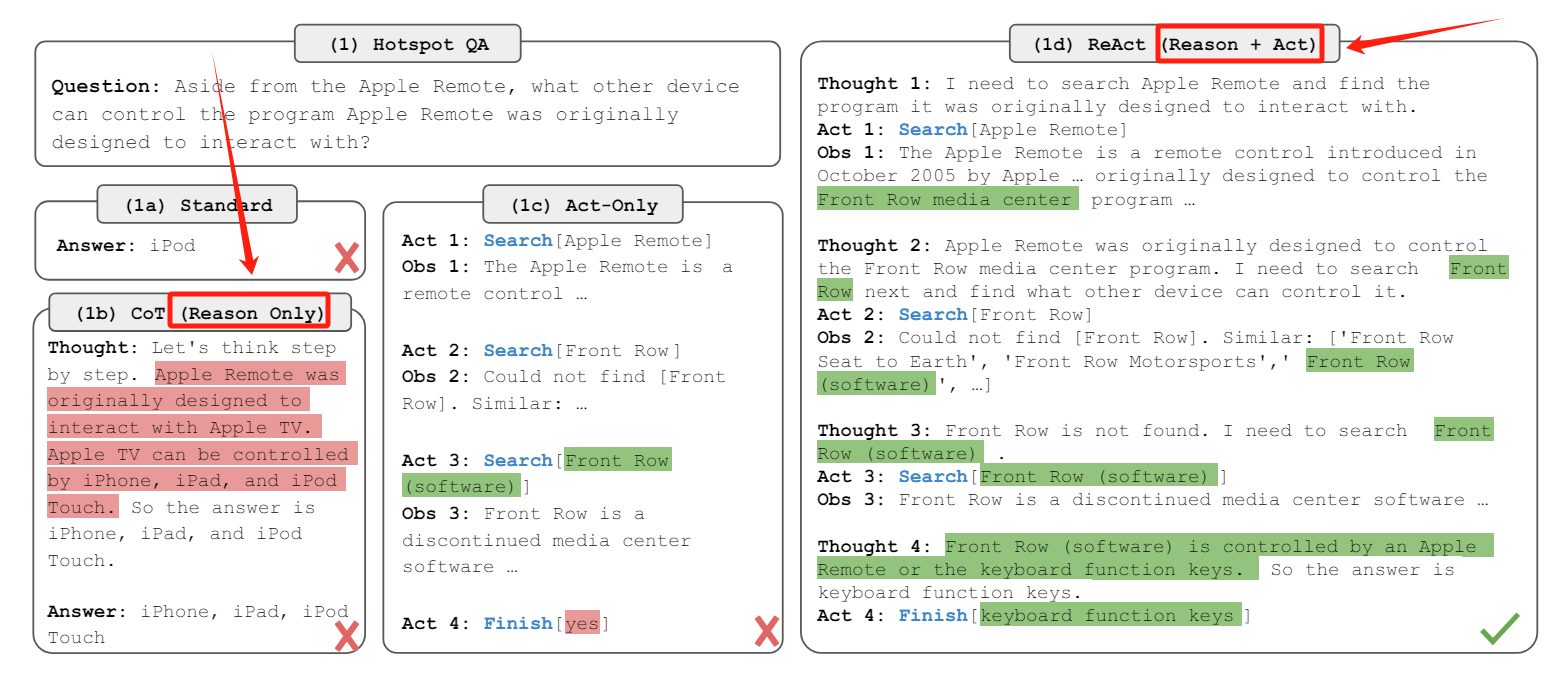 (1) Hotspot QA
Question: Aside from the Apple Remote, what other device
can control the program Apple Remote was originally
designed to interact with?
(1a) Standard
Answer: iPod
(1b) CoT (Reason Only)
Thought: Let's think step
by step. Apple Remote was
originally designed to
interact with Apple TV.
Apple TV can be controlled
by iPhone, iPad, and iPod
Touch. So the answer is
iPhone, iPad, and iPod
Touch.
Answer: iPhone, iPad, iPod
Touch
(1c) Act-Only
Act 1: Search[Apple Remote]
Obs 1: The Apple Remote is a
remote control …
Act 2: Search[Front Row]
Obs 2: Could not find [Front
Row]. Similar: …
Act 3: Search[Front Row
(software)]
Obs 3: Front Row is a
discontinued media center
software …
Act 4: Finish[yes]
(1d) ReAct (Reason + Act)
Thought 1: I need to search Apple Remote and find the
program it was originally designed to interact with.
Act 1: Search[Apple Remote]
Obs 1: The Apple Remote is a remote control introduced in
October 2005 by Apple … originally designed to control the
Front Row media center program …
Thought 2: Apple Remote was originally designed to control
the Front Row media center program. I need to search Front
Row next and find what other device can control it.
Act 2: Search[Front Row]
Obs 2: Could not find [Front Row]. Similar: ['Front Row
Seat to Earth', 'Front Row Motorsports',' Front Row
(software)', …]
Thought 3: Front Row is not found. I need to search Front
Row (software) .
Act 3: Search[Front Row (software)]
Obs 3: Front Row is a discontinued media center software …
Thought 4: Front Row (software) is controlled by an Apple
Remote or the keyboard function keys. So the answer is
keyboard function keys.
Act 4: Finish[keyboard function keys]